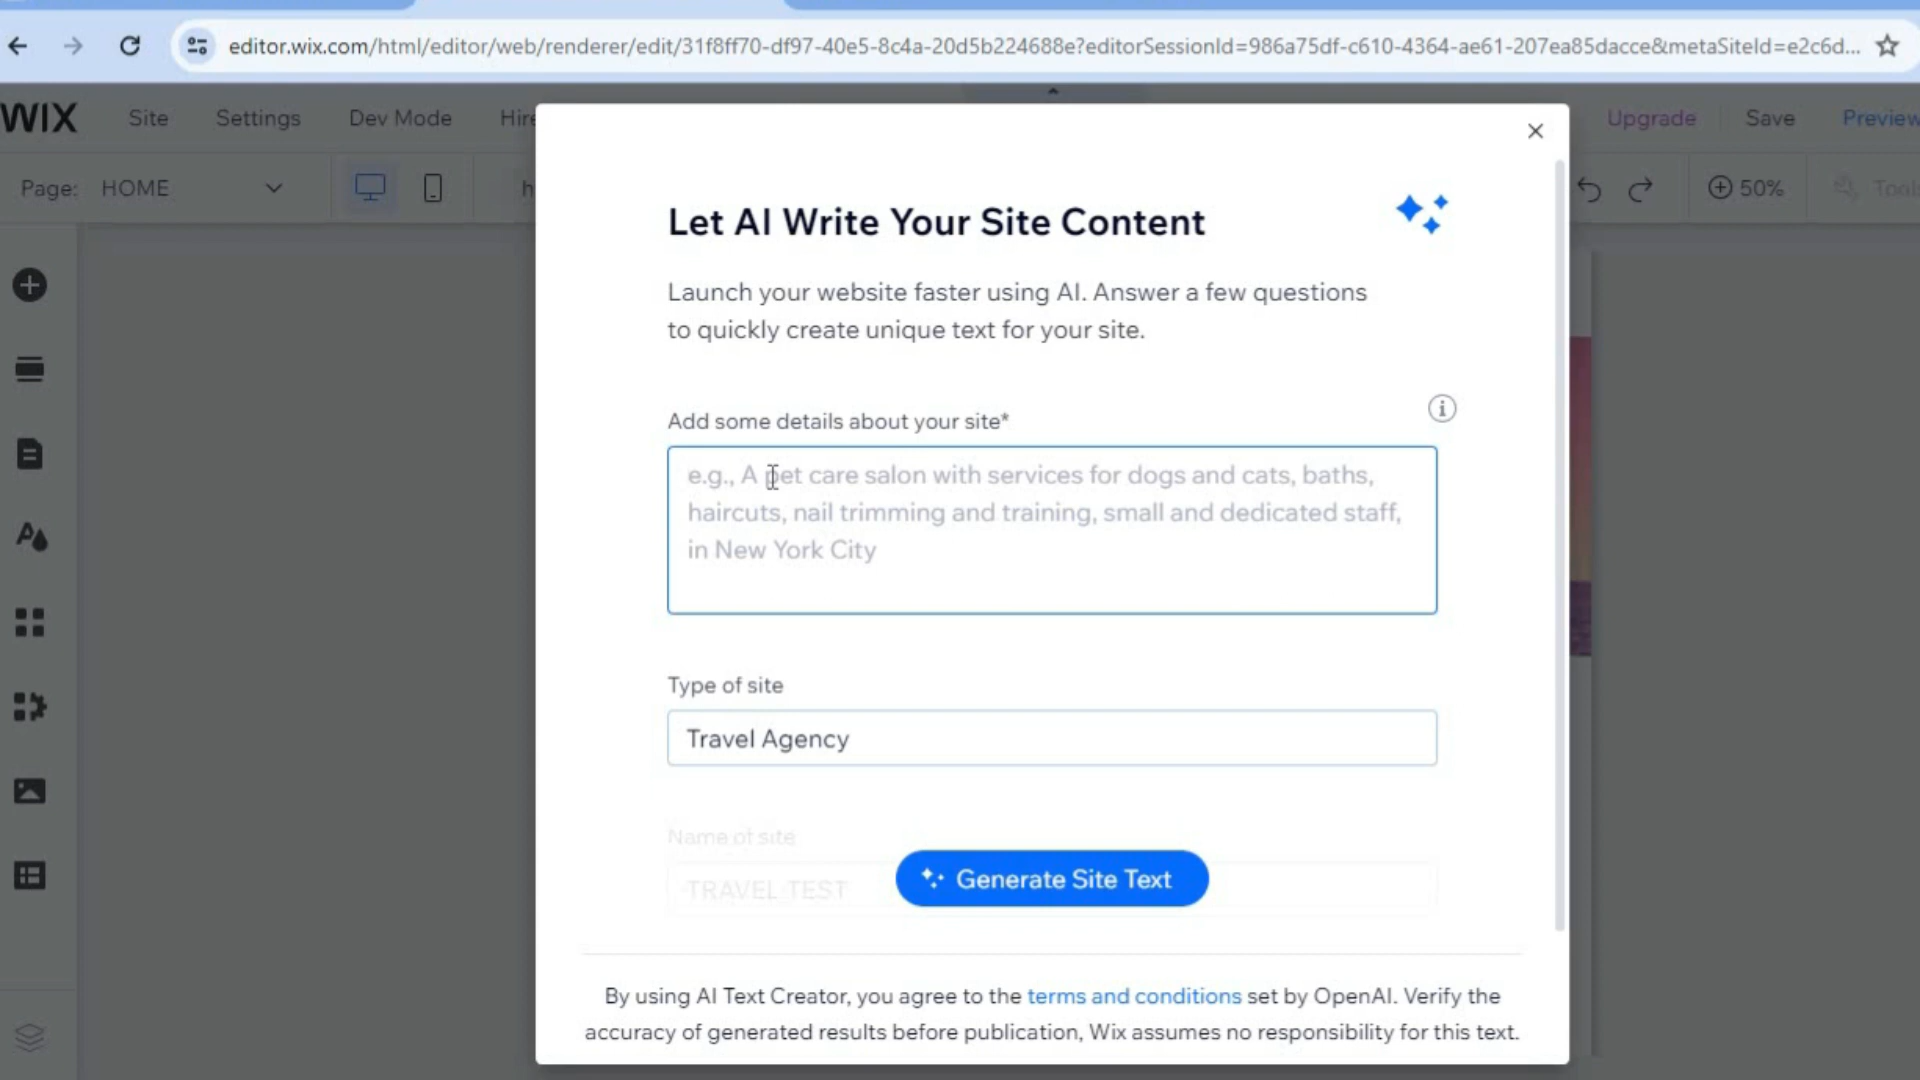 editor.wix.com/html/editor/web/renderer/edit/31f8ff70-df97-40e5-8c4a-20d5b224688e?editorSessionId=986a75df-c610-4364-ae61-207ea85dacce&metaSiteId=e2c6d...
WIX Site Settings Dev Mode Hire Upgrade Save Preview
Page: HOME h 50% Tools
Let AI Write Your Site Content
Launch your website faster using AI. Answer a few questions
to quickly create unique text for your site.
Add some details about your site*
e.g., A pet care salon with services for dogs and cats, baths,
haircuts, nail trimming and training, small and dedicated staff,
in New York City
Type of site
Travel Agency
Name of site
TRAVEL TEST
Generate Site Text
By using AI Text Creator, you agree to the terms and conditions set by OpenAI. Verify the
accuracy of generated results before publication, Wix assumes no responsibility for this text.